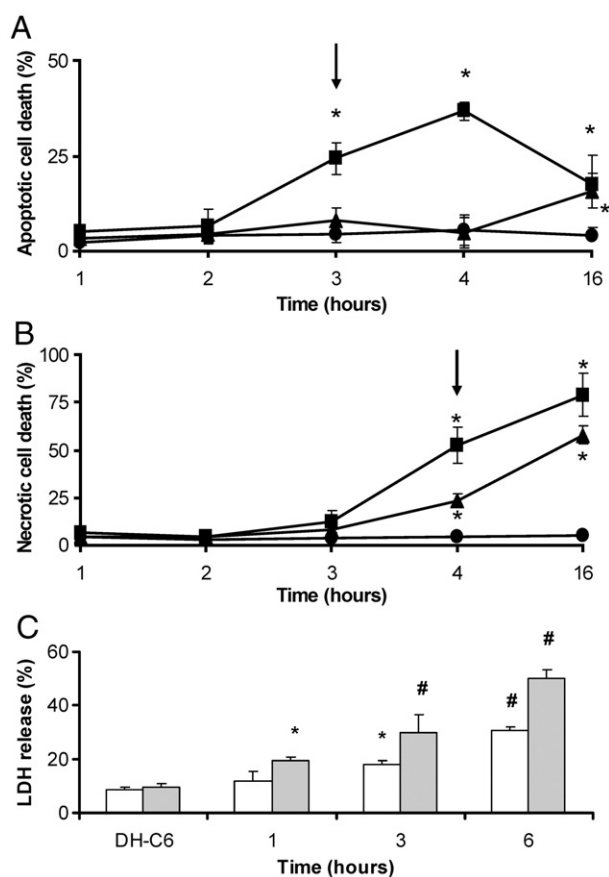 A
Apoptotic cell death (%)
50
25
0
*
*
*
*
1 2 3 4 16
Time (hours)
B
Necrotic cell death (%)
100
75
50
25
0
*
*
*
*
1 2 3 4 16
Time (hours)
C
LDH release (%)
60
40
20
0
*
*
#
#
#
DH-C6 1 3 6
Time (hours)